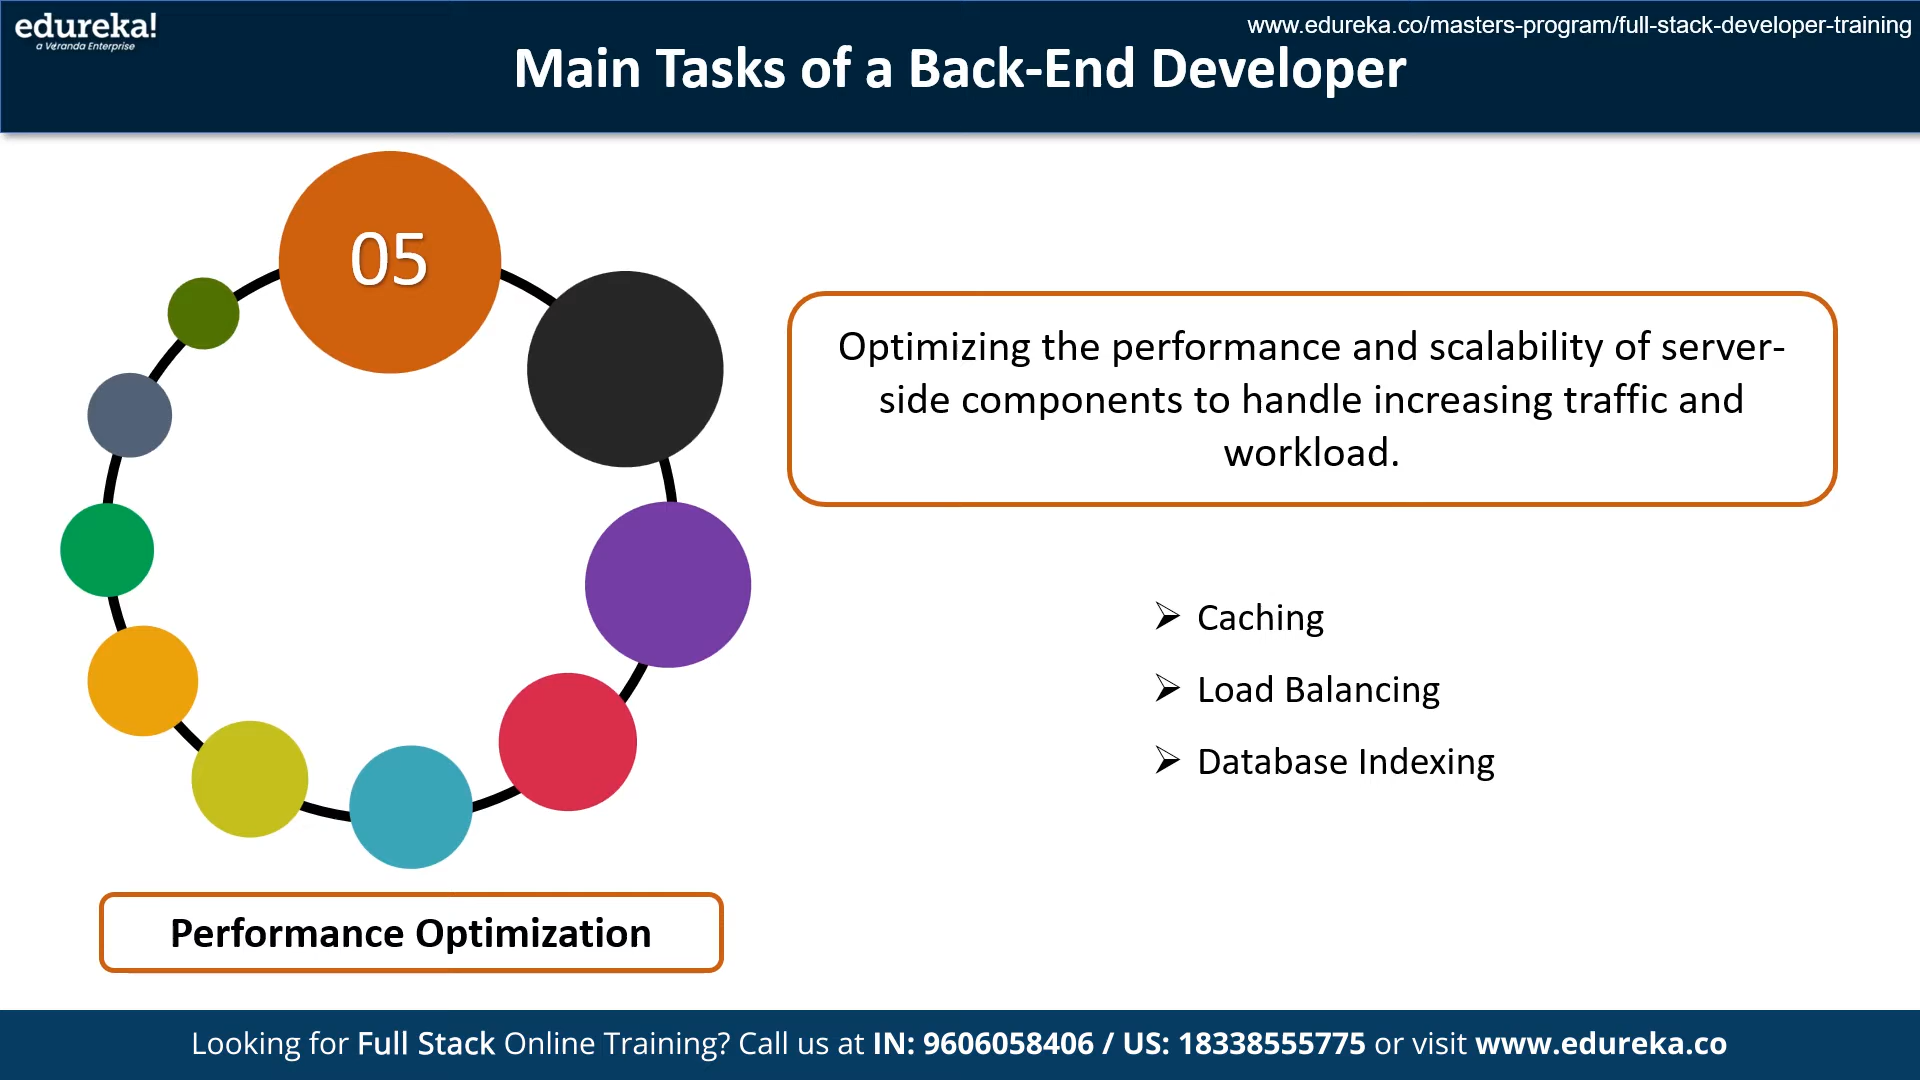 edureka!
a Veranda Enterprise
www.edureka.co/masters-program/full-stack-developer-training
Main Tasks of a Back-End Developer
05
Optimizing the performance and scalability of server-
side components to handle increasing traffic and
workload.
➢ Caching
➢ Load Balancing
➢ Database Indexing
Performance Optimization
Looking for Full Stack Online Training? Call us at IN: 9606058406 / US: 18338555775 or visit www.edureka.co